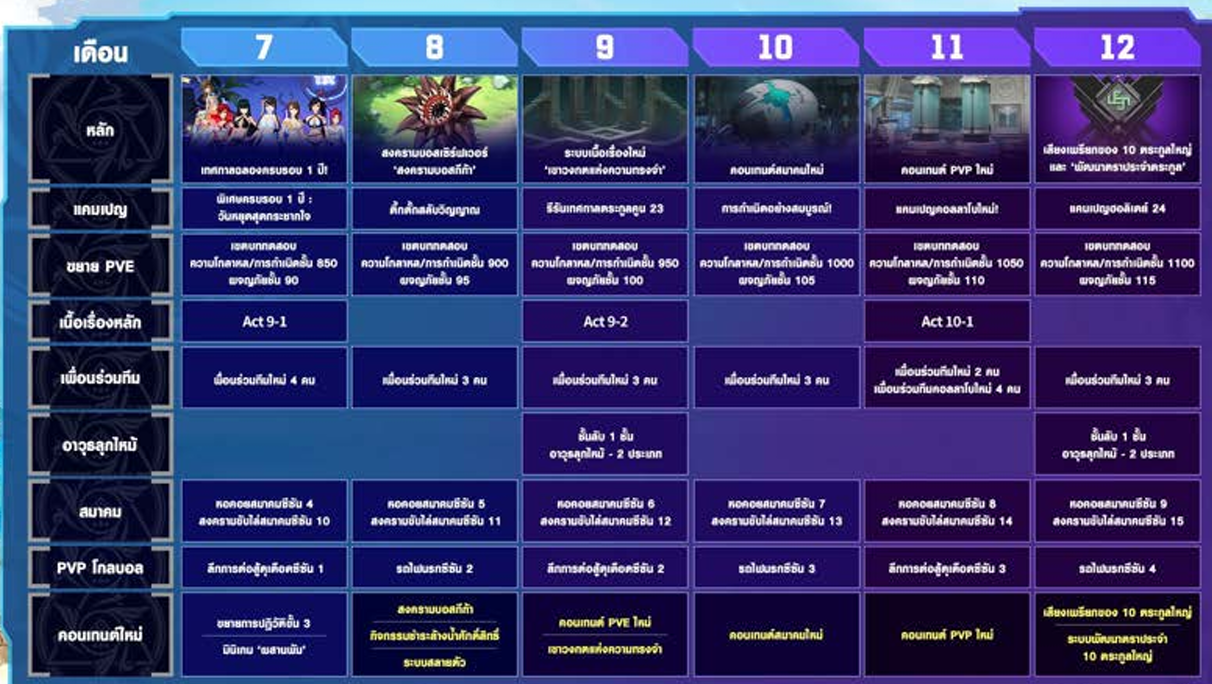 เดือน 7 8 9 10 11 12
หลัก
เทศกาลฉลองครบรอบ 1 ปี!
สงครามบอสเซิร์ฟเวอร์
'สงครามบอสกีก้า'
ระบบเนื้อเรื่องใหม่
'เขาวงกตแห่งความทรงจำ'
คอนเทนต์สมาคมใหม่
คอนเทนต์ PVP ใหม่
เสียงเพรียกของ 10 ตระกูลใหญ่
และ 'พัฒนาตราประจำตระกูล'
แคมเปญ
พิเศษครบรอบ 1 ปี :
วันหยุดสุดกระชากใจ
ตึ๊กตั๊กสลับวิญญาณ
รีรันเทศกาลตระกูลคุน 23
การกำเนิดอย่างสมบูรณ์!
แคมเปญคอลลาโบใหม่!
แคมเปญฮอลิเดย์ 24
ขยาย PVE
เขตบททดสอบ
ความโกลาหล/การกำเนิดชั้น 850
ผจญภัยชั้น 90
เขตบททดสอบ
ความโกลาหล/การกำเนิดชั้น 900
ผจญภัยชั้น 95
เขตบททดสอบ
ความโกลาหล/การกำเนิดชั้น 950
ผจญภัยชั้น 100
เขตบททดสอบ
ความโกลาหล/การกำเนิดชั้น 1000
ผจญภัยชั้น 105
เขตบททดสอบ
ความโกลาหล/การกำเนิดชั้น 1050
ผจญภัยชั้น 110
เขตบททดสอบ
ความโกลาหล/การกำเนิดชั้น 1100
ผจญภัยชั้น 115
เนื้อเรื่องหลัก
Act 9-1
Act 9-2
Act 10-1
เพื่อนร่วมทีม
เพื่อนร่วมทีมใหม่ 4 คน
เพื่อนร่วมทีมใหม่ 3 คน
เพื่อนร่วมทีมใหม่ 3 คน
เพื่อนร่วมทีมใหม่ 3 คน
เพื่อนร่วมทีมใหม่ 2 คน
เพื่อนร่วมทีมคอลลาโบใหม่ 4 คน
เพื่อนร่วมทีมใหม่ 3 คน
อาวุธลุกไหม้
ชั้นลับ 1 ชั้น
อาวุธลุกไหม้ - 2 ประเภท
ชั้นลับ 1 ชั้น
อาวุธลุกไหม้ - 2 ประเภท
สมาคม
หอคอยสมาคมซีซัน 4
สงครามขับไล่สมาคมซีซัน 10
หอคอยสมาคมซีซัน 5
สงครามขับไล่สมาคมซีซัน 11
หอคอยสมาคมซีซัน 6
สงครามขับไล่สมาคมซีซัน 12
หอคอยสมาคมซีซัน 7
สงครามขับไล่สมาคมซีซัน 13
หอคอยสมาคมซีซัน 8
สงครามขับไล่สมาคมซีซัน 14
หอคอยสมาคมซีซัน 9
สงครามขับไล่สมาคมซีซัน 15
PVP โกลบอล
ลีกการต่อสู้ดุเดือดซีซัน 1
รถไฟนรกซีซัน 2
ลีกการต่อสู้ดุเดือดซีซัน 2
รถไฟนรกซีซัน 3
ลีกการต่อสู้ดุเดือดซีซัน 3
รถไฟนรกซีซัน 4
คอนเทนต์ใหม่
ขยายการปฏิวัติขั้น 3
มินิเกม 'ผสานพัน'
สงครามบอสกีก้า
กิจกรรมชำระล้างน้ำศักดิ์สิทธิ์
ระบบสลายตัว
คอนเทนต์ PVE ใหม่
เขาวงกตแห่งความทรงจำ
คอนเทนต์สมาคมใหม่
คอนเทนต์ PVP ใหม่
เสียงเพรียกของ 10 ตระกูลใหญ่
ระบบพัฒนาตราประจำ
10 ตระกูลใหญ่